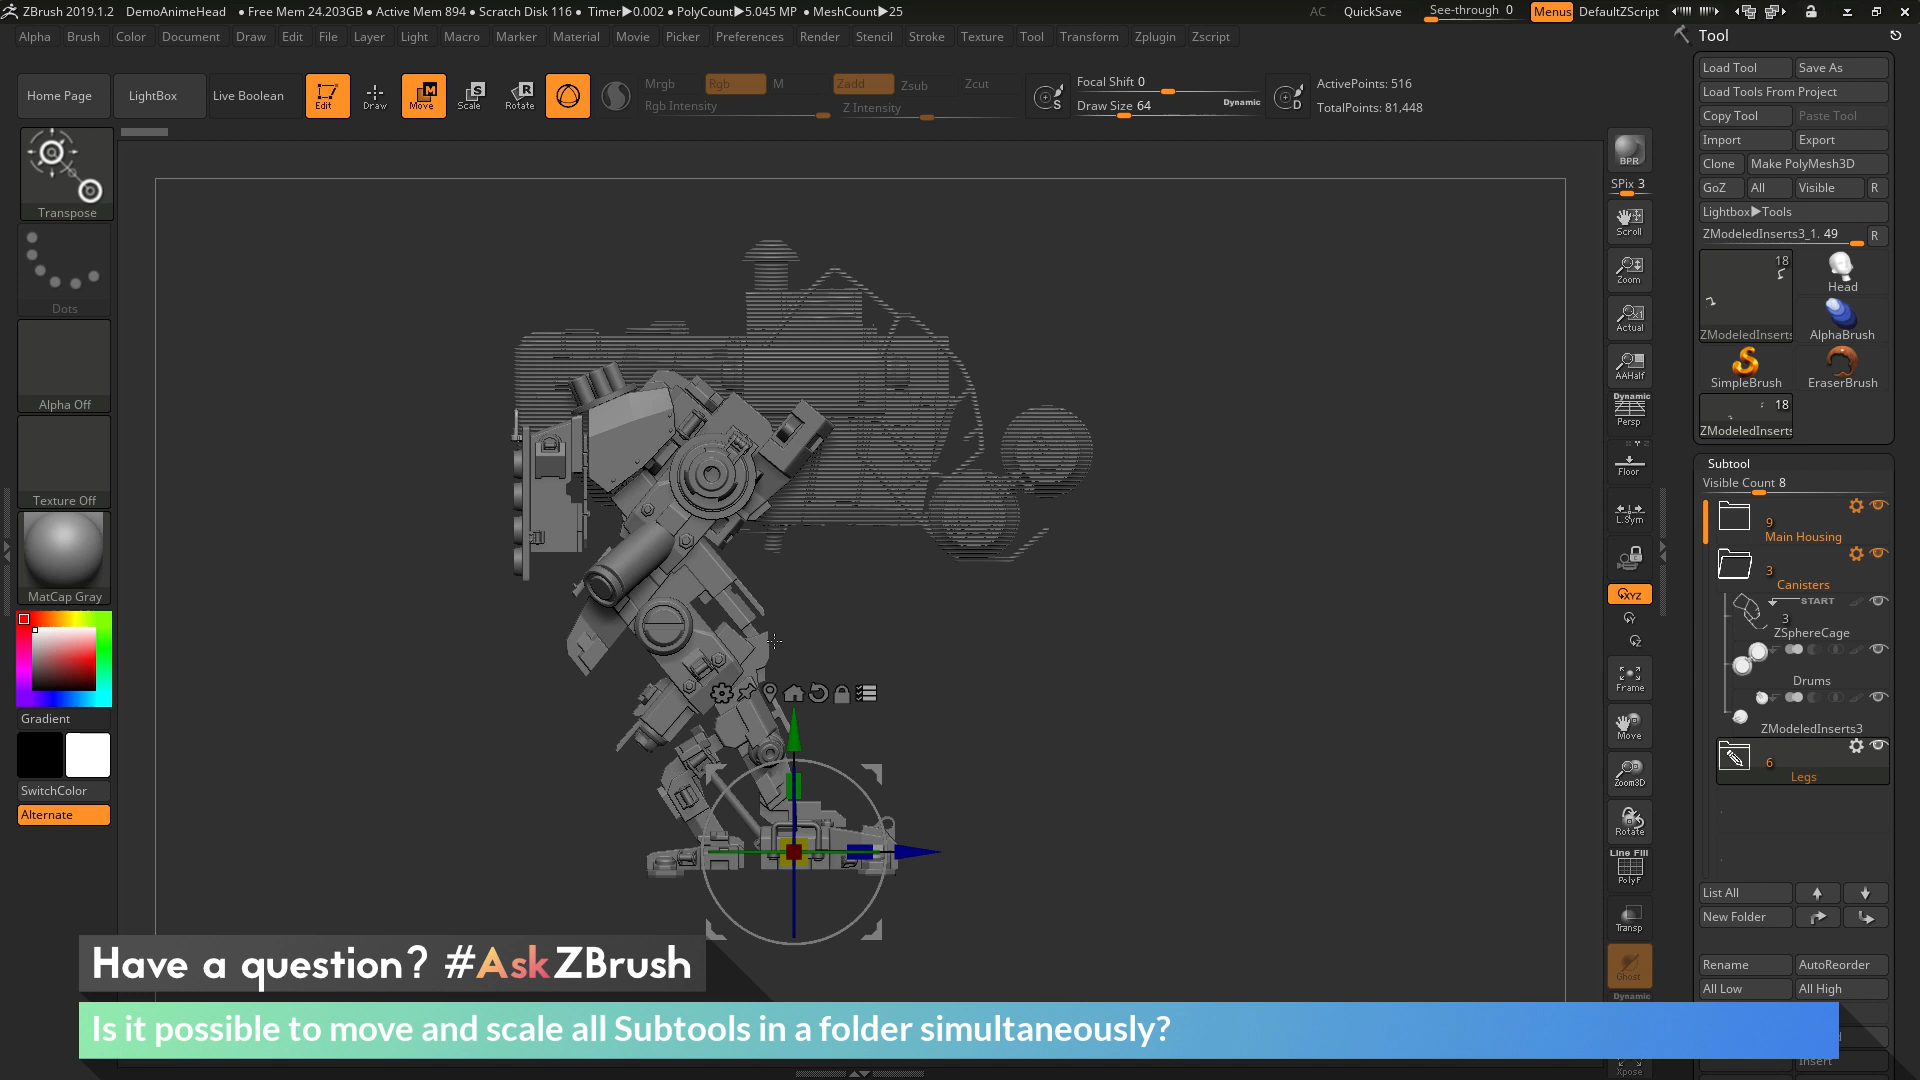 ZBrush 2019.1.2 DemoAnimeHead • Free Mem 24.203GB • Active Mem 894 • Scratch Disk 116 • Timer▶0.002 • PolyCount▶5.045 MP • MeshCount▶25 AC QuickSave See-through 0 Menus DefaultZScript
Alpha Brush Color Document Draw Edit File Layer Light Macro Marker Material Movie Picker Preferences Render Stencil Stroke Texture Tool Transform Zplugin Zscript
Home Page LightBox Live Boolean Edit Draw Move Scale Rotate
Mrgb Rgb M Zadd Zsub Zcut
Rgb Intensity Z Intensity
Focal Shift 0
Draw Size 64 Dynamic
ActivePoints: 516
TotalPoints: 81,448
Transpose
Dots
Alpha Off
Texture Off
MatCap Gray
Gradient
SwitchColor
Alternate
BPR
SPix 3
Scroll
Zoom
Actual
AAHalf
Dynamic
Persp
Floor
L.Sym
XYZ
Frame
Move
Zoom3D
Rotate
Line Fill
PolyF
Transp
Ghost
Dynamic
Xpose
Tool
Load Tool Save As
Load Tools From Project
Copy Tool Paste Tool
Import Export
Clone Make PolyMesh3D
GoZ All Visible R
Lightbox▶Tools
ZModeledInserts3_1. 49 R
18
Head
ZModeledInserts AlphaBrush
SimpleBrush EraserBrush
18
ZModeledInserts
Subtool
Visible Count 8
9
Main Housing
3
Canisters
START
3
ZSphereCage
Drums
ZModeledInserts3
6
Legs
List All
New Folder
Rename AutoReorder
All Low All High
Insert
Have a question? #AskZBrush
Is it possible to move and scale all Subtools in a folder simultaneously?